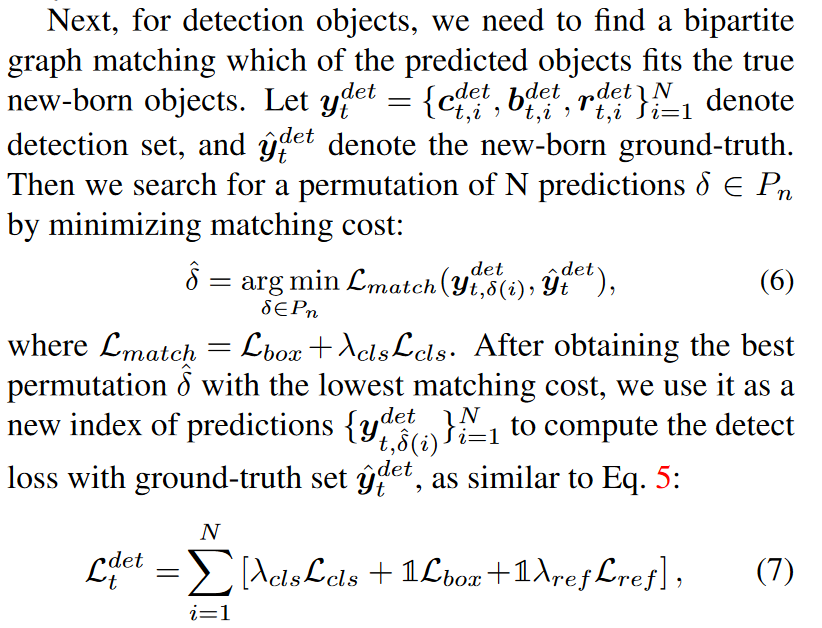 Next, for detection objects, we need to find a bipartite
graph matching which of the predicted objects fits the true
new-born objects. Let $\boldsymbol{y}_t^{det} = \{\boldsymbol{c}_{t,i}^{det}, \boldsymbol{b}_{t,i}^{det}, \boldsymbol{r}_{t,i}^{det}\}_{i=1}^{N}$ denote
detection set, and $\hat{\boldsymbol{y}}_t^{det}$ denote the new-born ground-truth.
Then we search for a permutation of N predictions $\delta \in P_n$
by minimizing matching cost:
$\hat{\delta} = \underset{\delta \in P_n}{\arg\min} \mathcal{L}_{match}(\boldsymbol{y}_{t,\delta(i)}^{det}, \hat{\boldsymbol{y}}_t^{det}),$ (6)
where $\mathcal{L}_{match} = \mathcal{L}_{box} + \lambda_{cls}\mathcal{L}_{cls}$. After obtaining the best
permutation $\hat{\delta}$ with the lowest matching cost, we use it as a
new index of predictions $\{\boldsymbol{y}_{t,\hat{\delta}(i)}^{det}\}_{i=1}^{N}$ to compute the detect
loss with ground-truth set $\hat{\boldsymbol{y}}_t^{det}$, as similar to Eq. 5:
$\mathcal{L}_t^{det} = \sum_{i=1}^{N} [\lambda_{cls}\mathcal{L}_{cls} + \mathbb{1}\mathcal{L}_{box} + \mathbb{1}\lambda_{ref}\mathcal{L}_{ref}],$ (7)